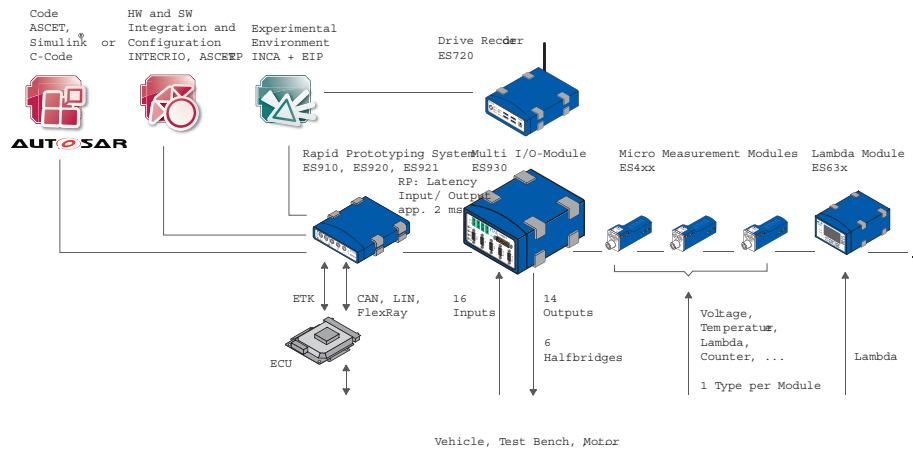 Code
ASCET,
Simulink® or
C-Code
HW and SW
Integration and
Configuration
INTECRIO, ASCET-RP
Experimental
Environment
INCA + EIP
Drive Recorder
ES720
AUTOSAR
Rapid Prototyping System
ES910, ES920, ES921
RP: Latency
Input/ Output
app. 2 ms
Multi I/O-Module
ES930
Micro Measurement Modules
ES4xx
Lambda Module
ES63x
ETK
CAN, LIN,
FlexRay
16
Inputs
14
Outputs
6
Halfbridges
Voltage,
Temperatur,
Lambda,
Counter, ...
1 Type per Module
Lambda
ECU
Vehicle, Test Bench, Motor